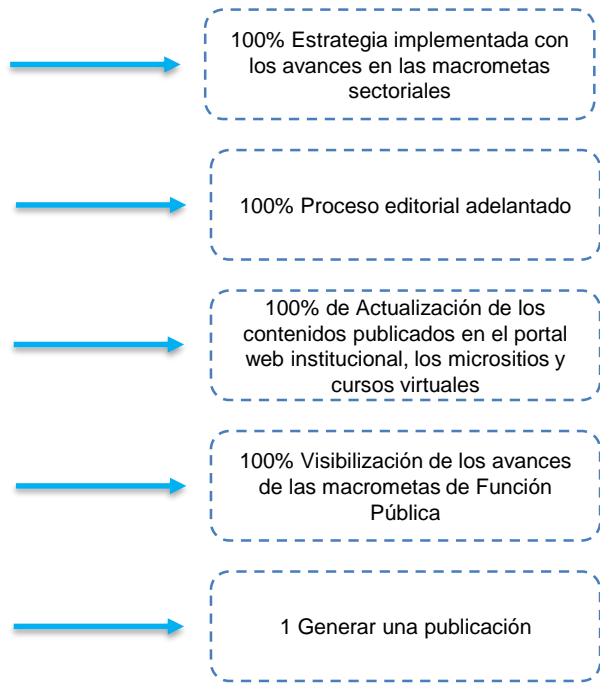 100% Estrategia implementada con
los avances en las macrometas
sectoriales
100% Proceso editorial adelantado
100% de Actualización de los
contenidos publicados en el portal
web institucional, los micrositios y
cursos virtuales
100% Visibilización de los avances
de las macrometas de Función
Pública
1 Generar una publicación